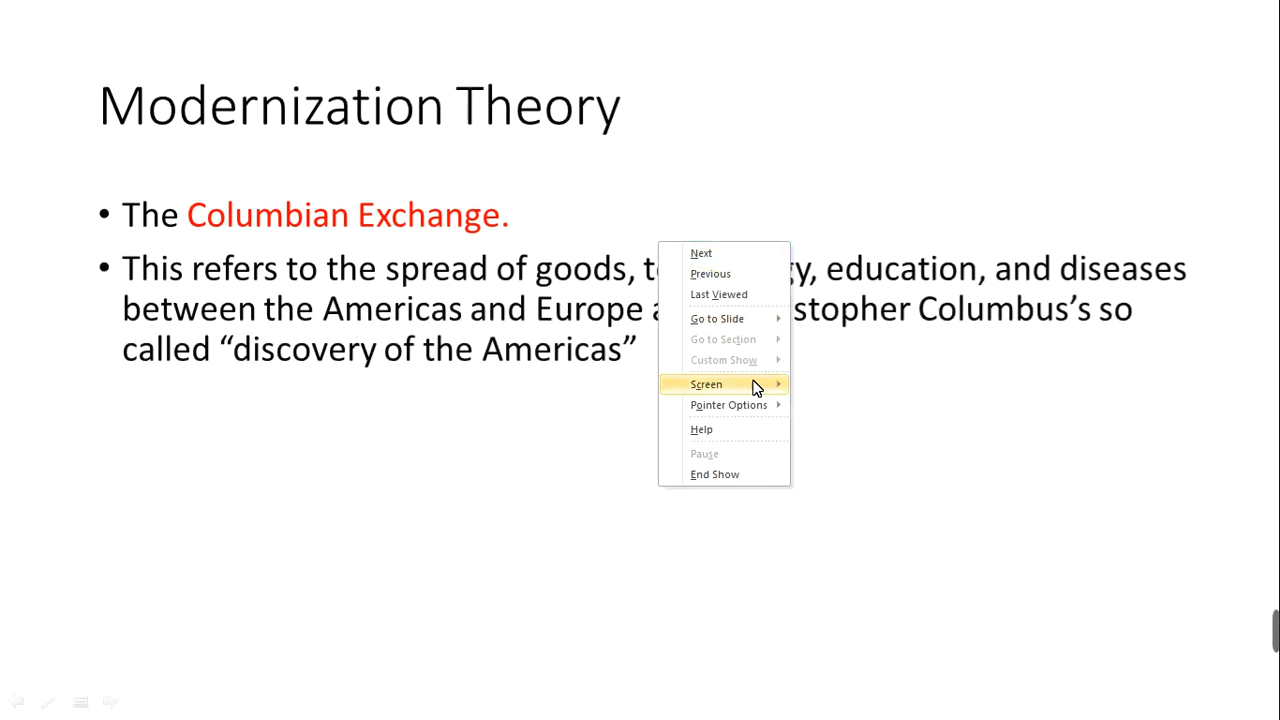 Modernization Theory
• The Columbian Exchange.
• This refers to the spread of goods, gy, education, and diseases
between the Americas and Europe stopher Columbus’s so
called “discovery of the Americas”
Next
Previous
Last Viewed
Go to Slide
Go to Section
Custom Show
Screen
Pointer Options
Help
Pause
End Show